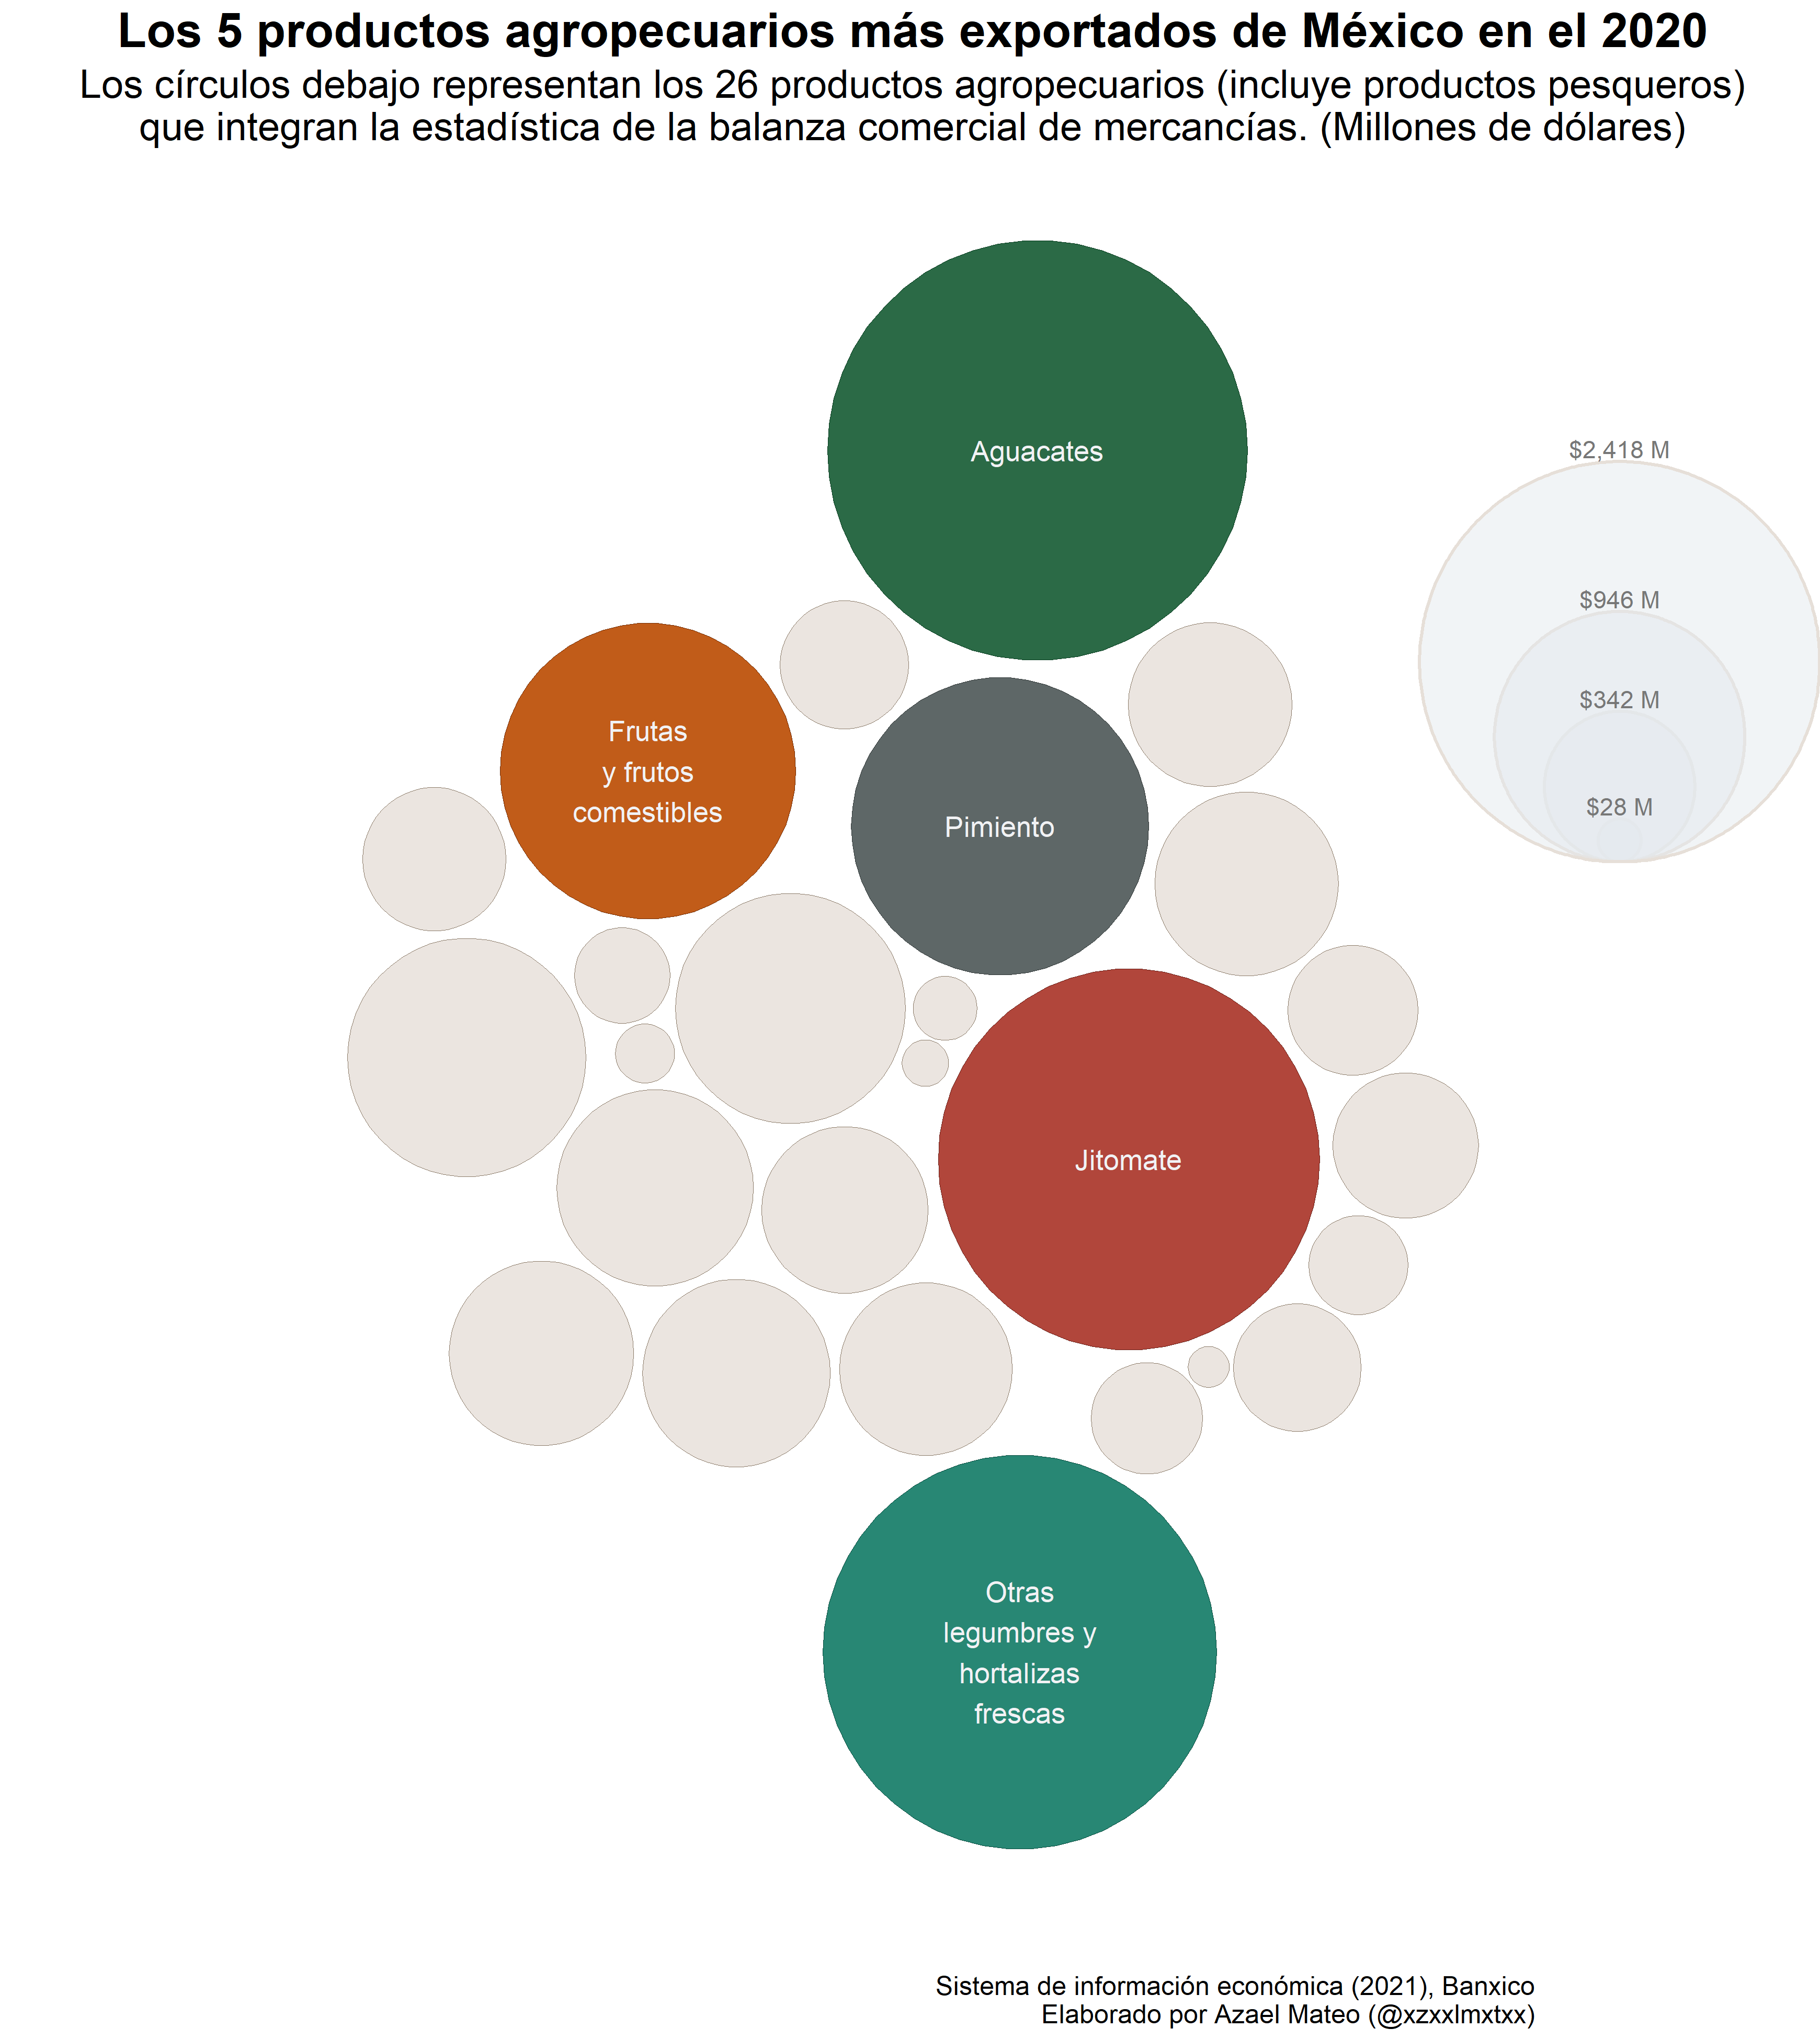 Los 5 productos agropecuarios más exportados de México en el 2020
Los círculos debajo representan los 26 productos agropecuarios (incluye productos pesqueros)
que integran la estadística de la balanza comercial de mercancías. (Millones de dólares)
Aguacates
$2,418 M
$946 M
$342 M
$28 M
Frutas
y frutos
comestibles
Pimiento
Jitomate
Otras
legumbres y
hortalizas
frescas
Sistema de información económica (2021), Banxico
Elaborado por Azael Mateo (@xzxxlmxtxx)